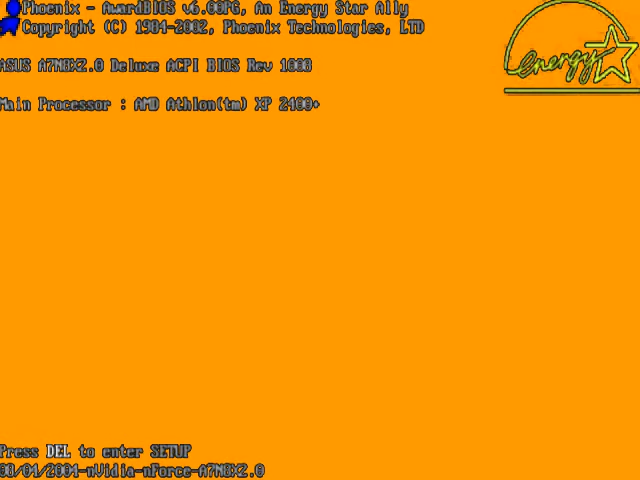 Phoenix - AwardBIOS v6.00PG, An Energy Star Ally
Copyright (C) 1984-2002, Phoenix Technologies, LTD
energy
ASUS A7N8X2.0 Deluxe ACPI BIOS Rev 1008
Main Processor : AMD Athlon(tm) XP 2400+
Press DEL to enter SETUP
08/04/2004-nVidia-nForce-A7N8X2.0